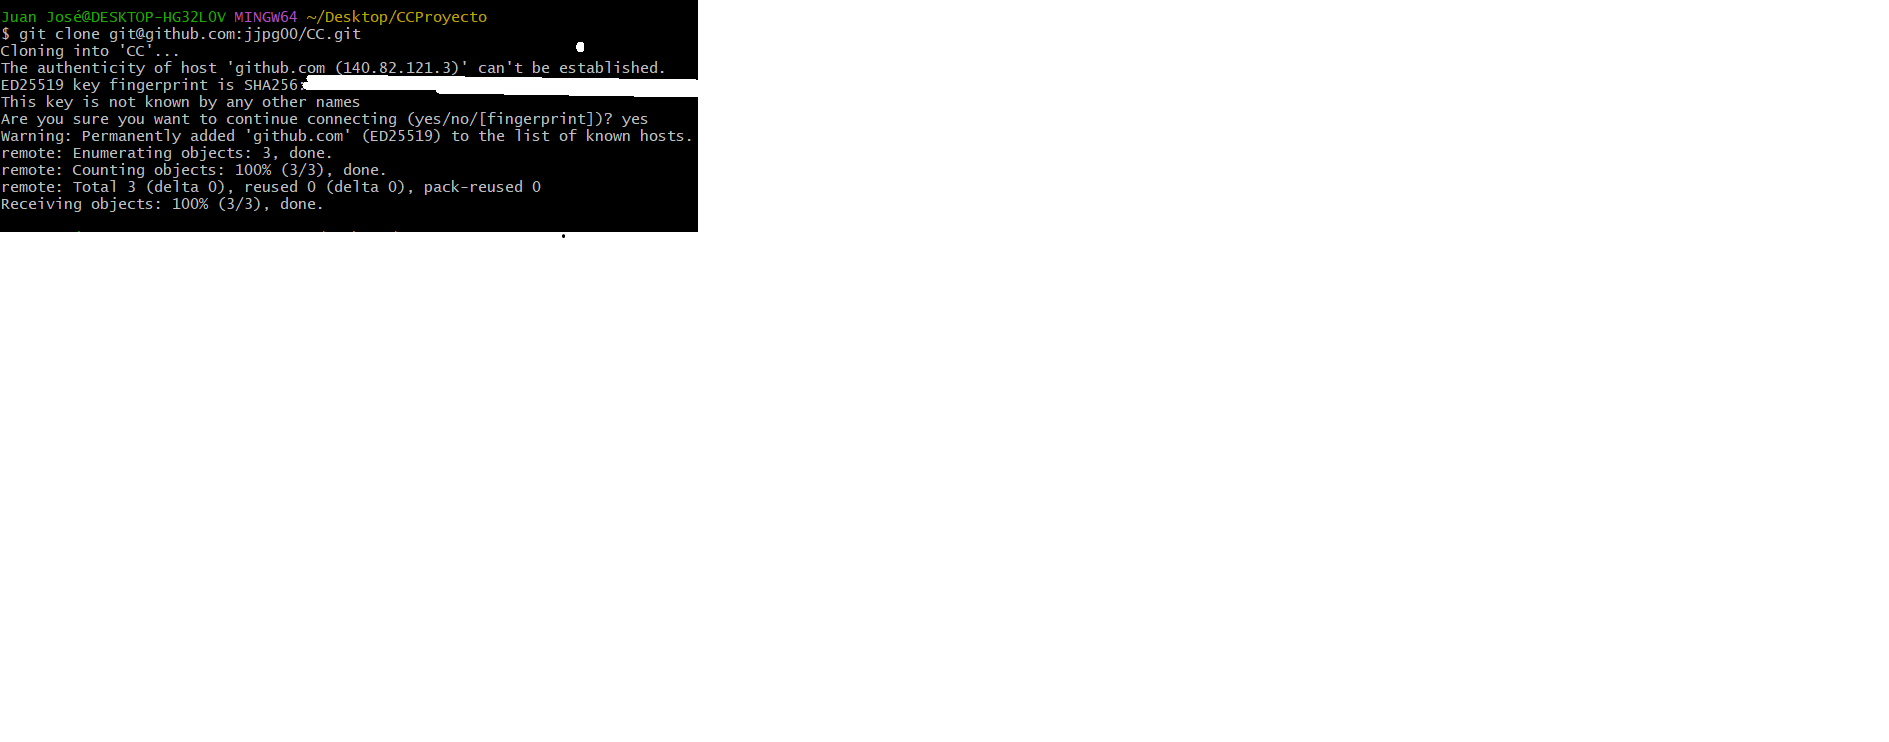 Juan José@DESKTOP-HG32L0V MINGW64 ~/Desktop/CCProyecto
$ git clone git@github.com:jjpg00/CC.git
Cloning into 'CC'...
The authenticity of host 'github.com (140.82.121.3)' can't be established.
ED25519 key fingerprint is SHA256:
This key is not known by any other names
Are you sure you want to continue connecting (yes/no/[fingerprint])? yes
Warning: Permanently added 'github.com' (ED25519) to the list of known hosts.
remote: Enumerating objects: 3, done.
remote: Counting objects: 100% (3/3), done.
remote: Total 3 (delta 0), reused 0 (delta 0), pack-reused 0
Receiving objects: 100% (3/3), done.